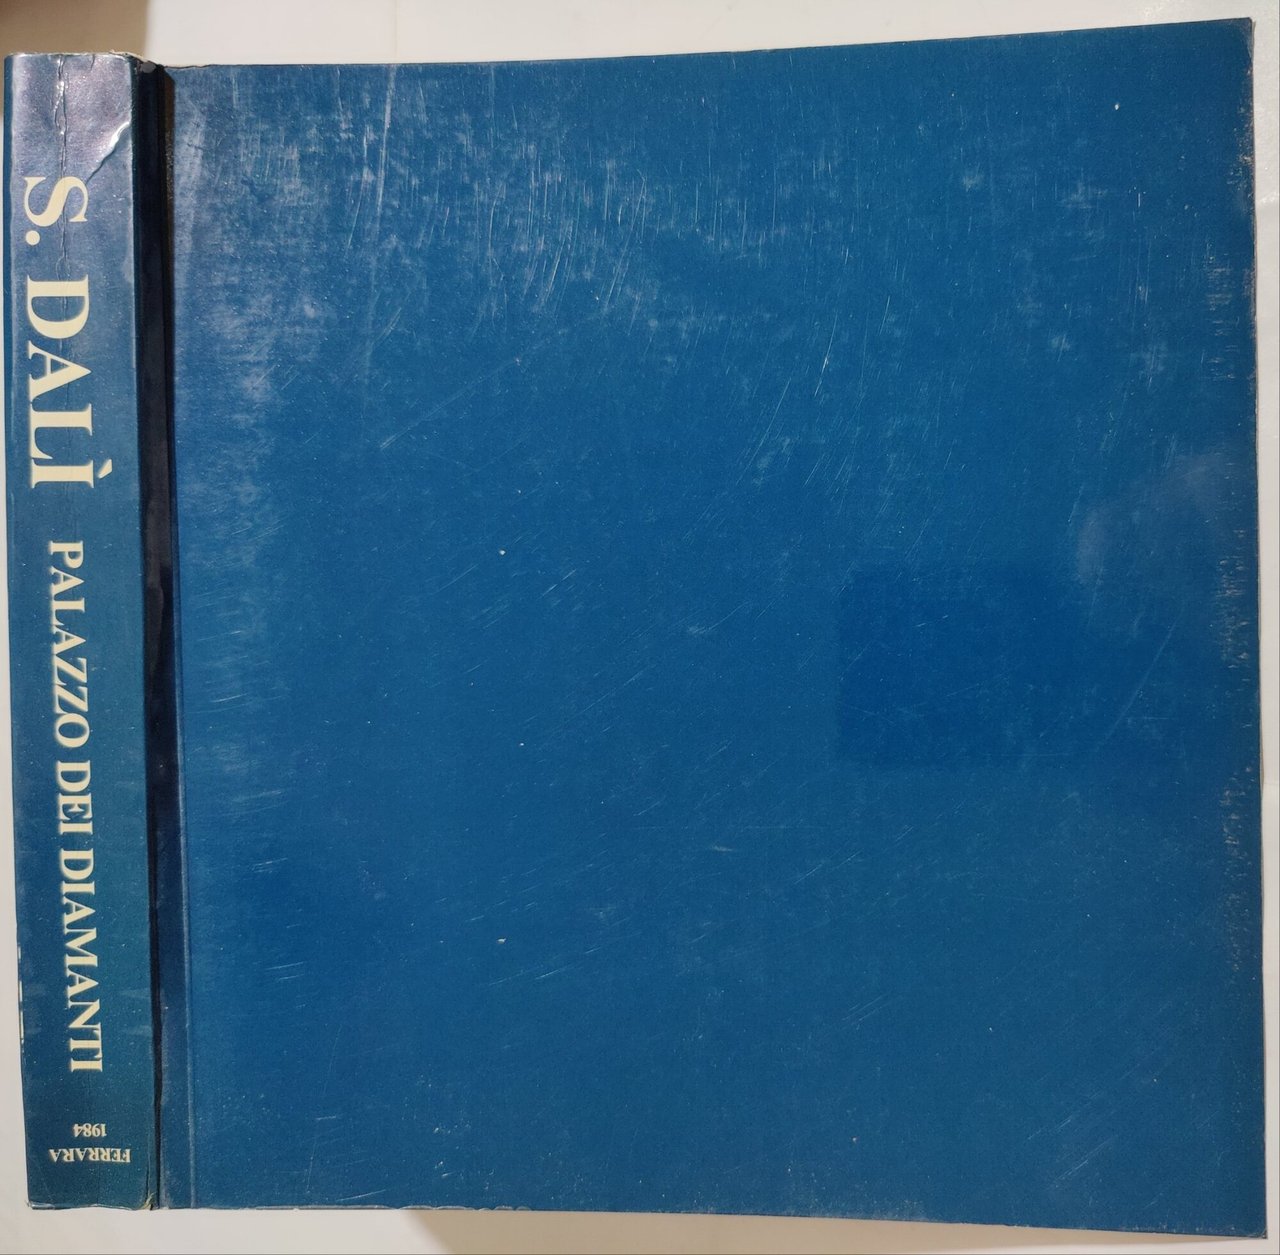 S. DALÌ PALAZZO DEI DIAMANTI
FERRARA
1984